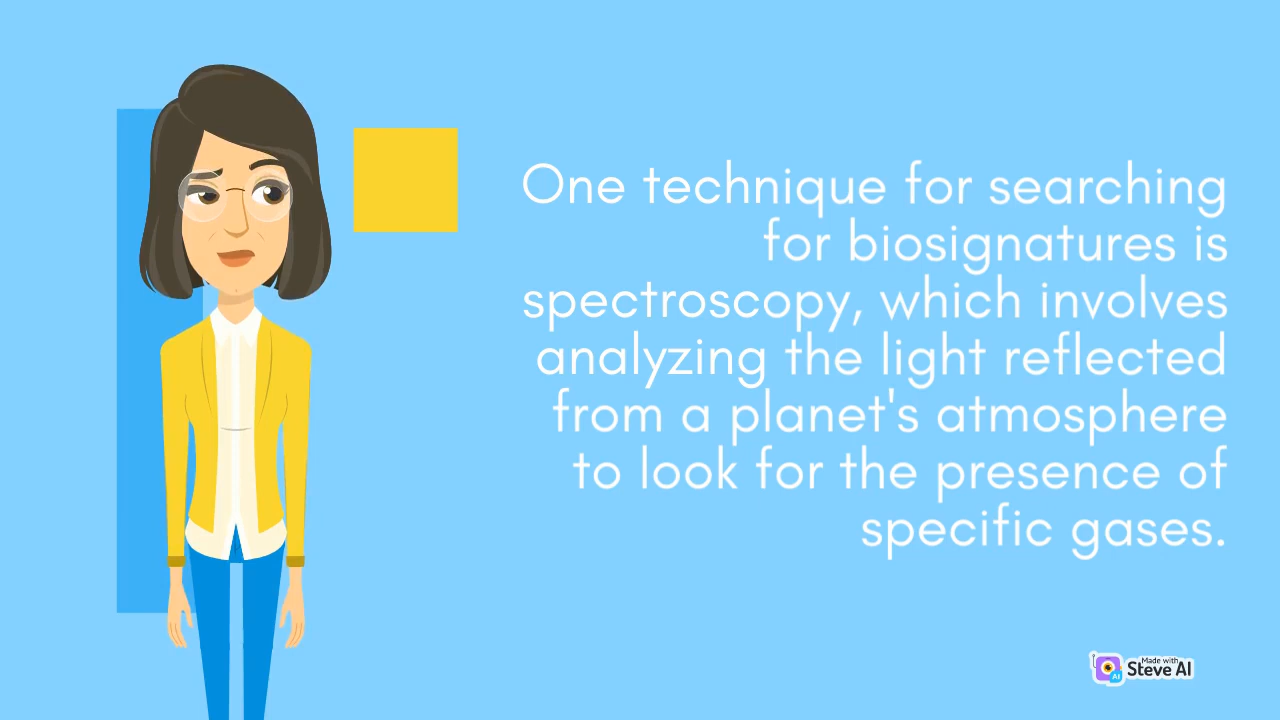 One technique for searching
for biosignatures is
spectroscopy, which involves
analyzing the light reflected
from a planet's atmosphere
to look for the presence of
specific gases.
Made with
Steve AI
AI